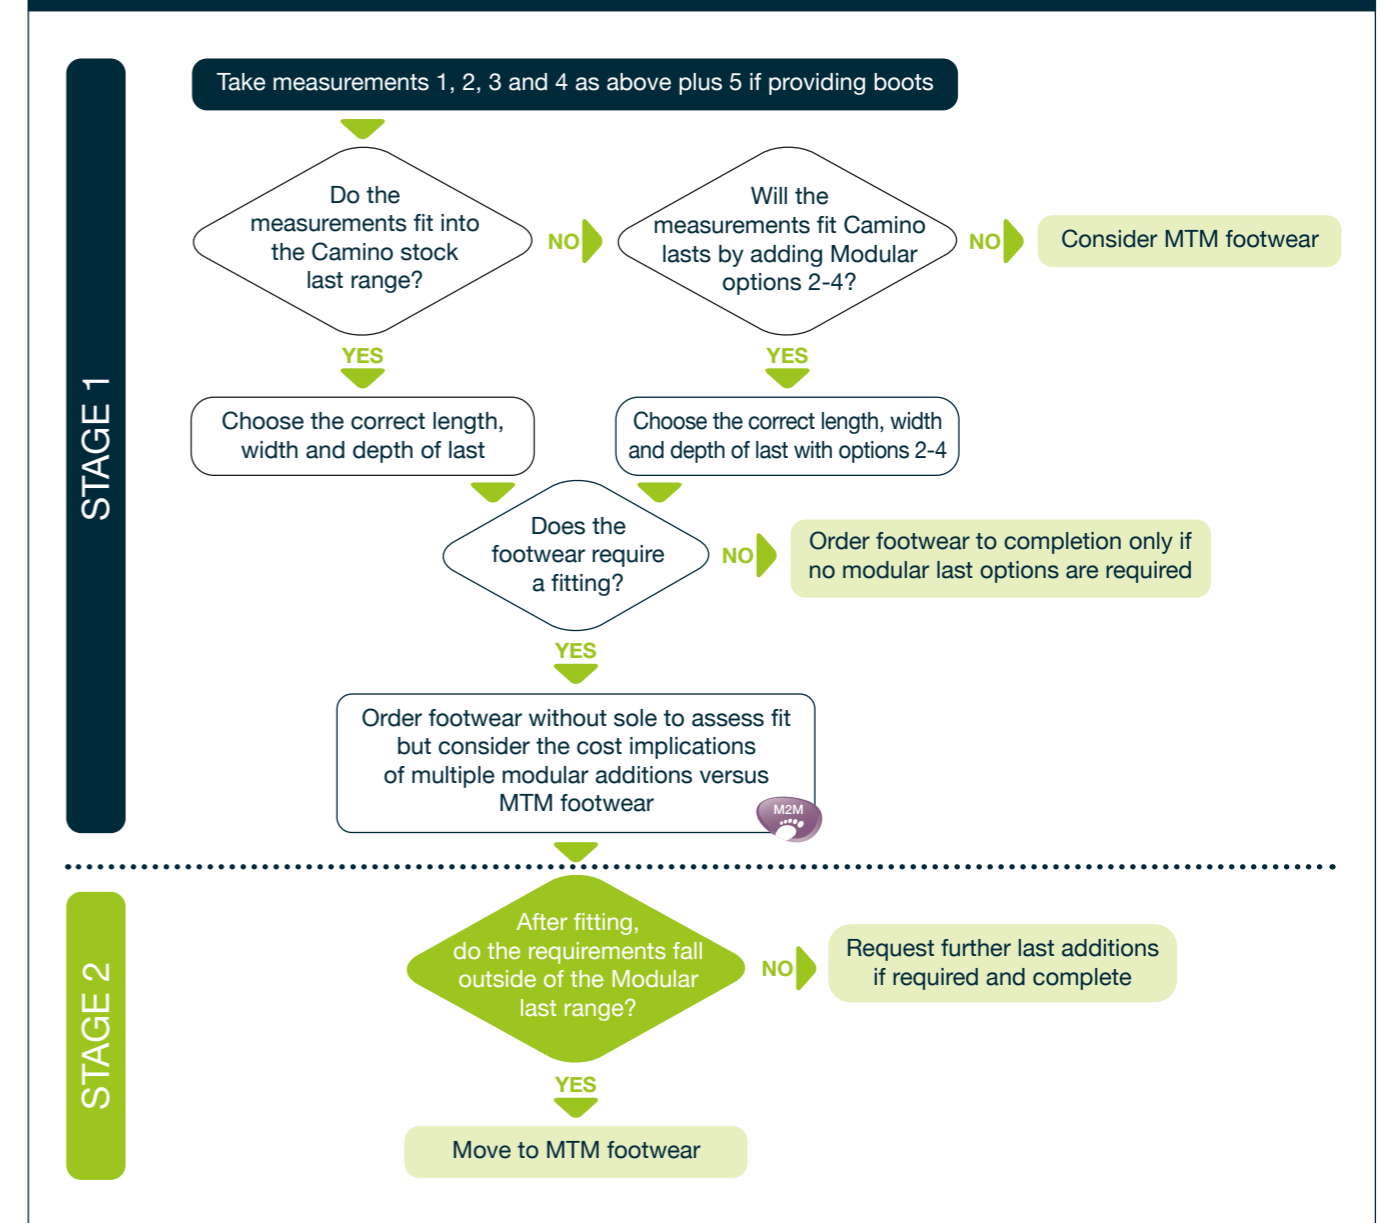 STAGE 1
Take measurements 1, 2, 3 and 4 as above plus 5 if providing boots
Do the
measurements fit into
the Camino stock
last range?
NO
Will the
measurements fit Camino
lasts by adding Modular
options 2-4?
NO
Consider MTM footwear
YES
YES
Choose the correct length,
width and depth of last
Choose the correct length, width
and depth of last with options 2-4
Does the
footwear require
a fitting?
NO
Order footwear to completion only if
no modular last options are required
YES
Order footwear without sole to assess fit
but consider the cost implications
of multiple modular additions versus
MTM footwear
M2M
STAGE 2
After fitting,
do the requirements fall
outside of the Modular
last range?
NO
Request further last additions
if required and complete
YES
Move to MTM footwear